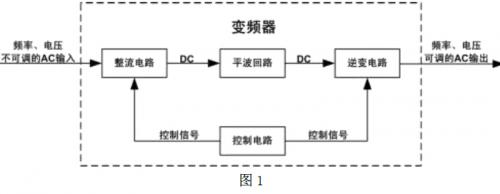 变频器
频率、电压
不可调的AC输入
整流电路
DC
平波回路
DC
逆变电路
频率、电压
可调的AC输出
控制信号
控制电路
控制信号
图 1